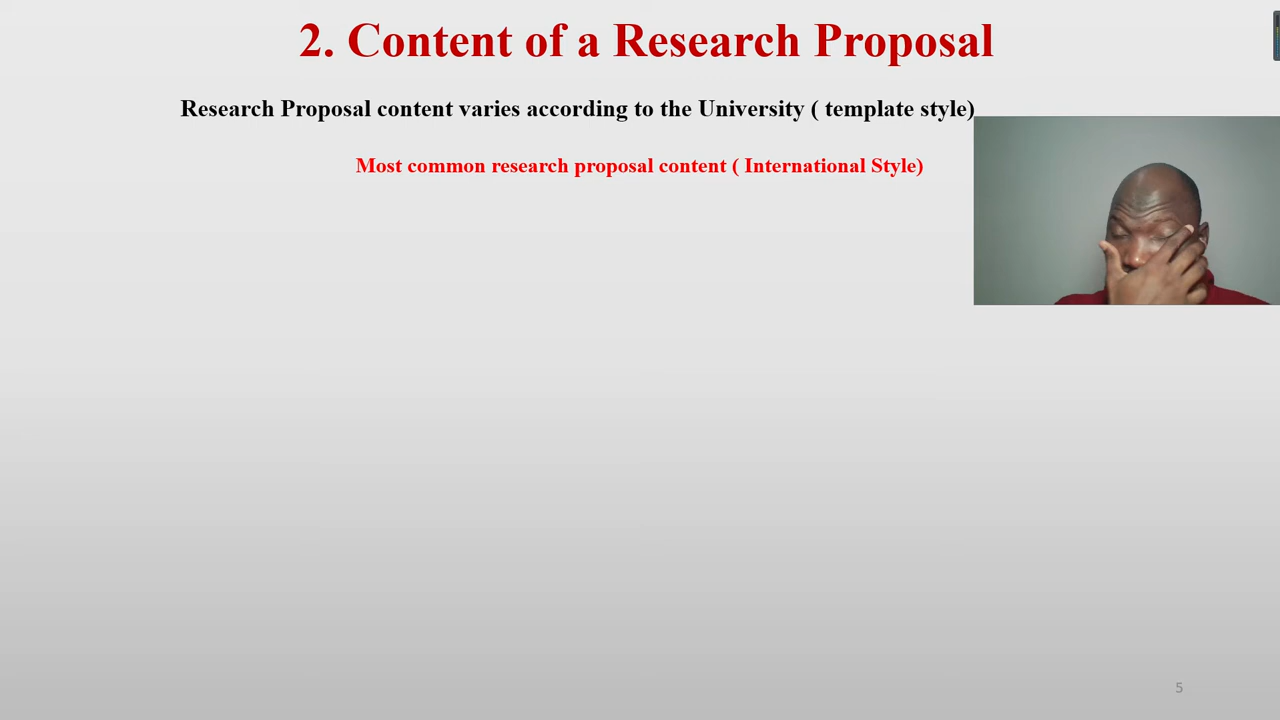 2. Content of a Research Proposal
Research Proposal content varies according to the University ( template style)
Most common research proposal content ( International Style)
5